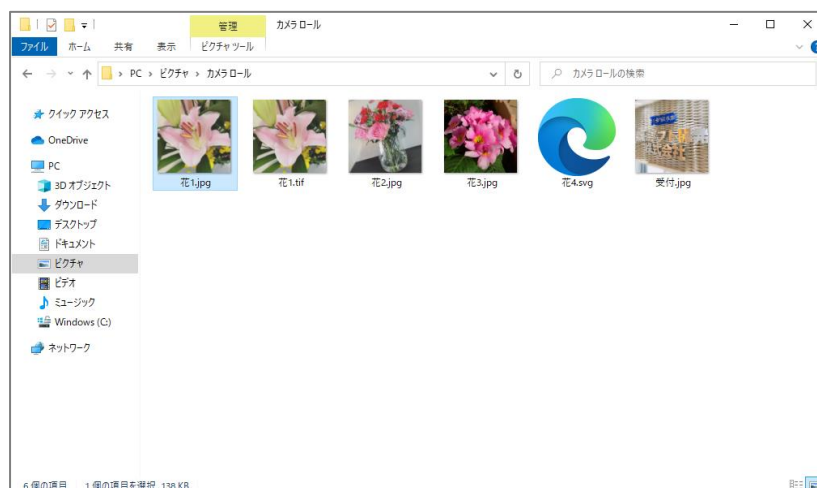 管理 カメラ ロール
ファイル ホーム 共有 表示 ピクチャ ツール
PC › ピクチャ › カメラ ロール カメラ ロールの検索
クイック アクセス
OneDrive
PC
3D オブジェクト
ダウンロード
デスクトップ
ドキュメント
ピクチャ
ビデオ
ミュージック
Windows (C:)
ネットワーク
花1.jpg 花1.tif 花2.jpg 花3.jpg 花4.svg 受付.jpg
6 個の項目 1 個の項目を選択 138 KB